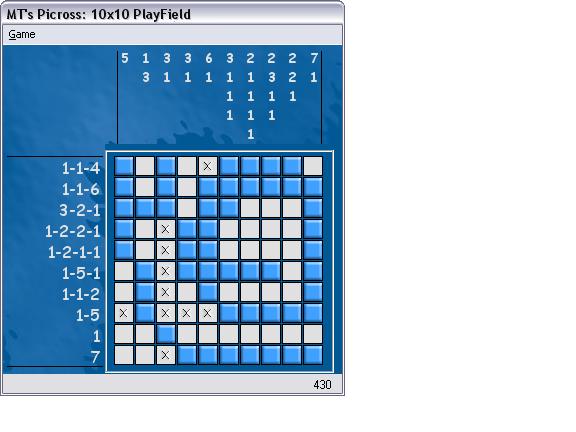 MT's Picross: 10x10 PlayField
Game
5 1 3 3 6 3 2 2 2 7
3 1 1 1 1 1 3 2 1
1 1 1 1
1 1 1
1
1-1-4
X
1-1-6
3-2-1
1-2-2-1
X
1-2-1-1
X
1-5-1
X
1-1-2
X
1-5
X X X X
1
7
X
430